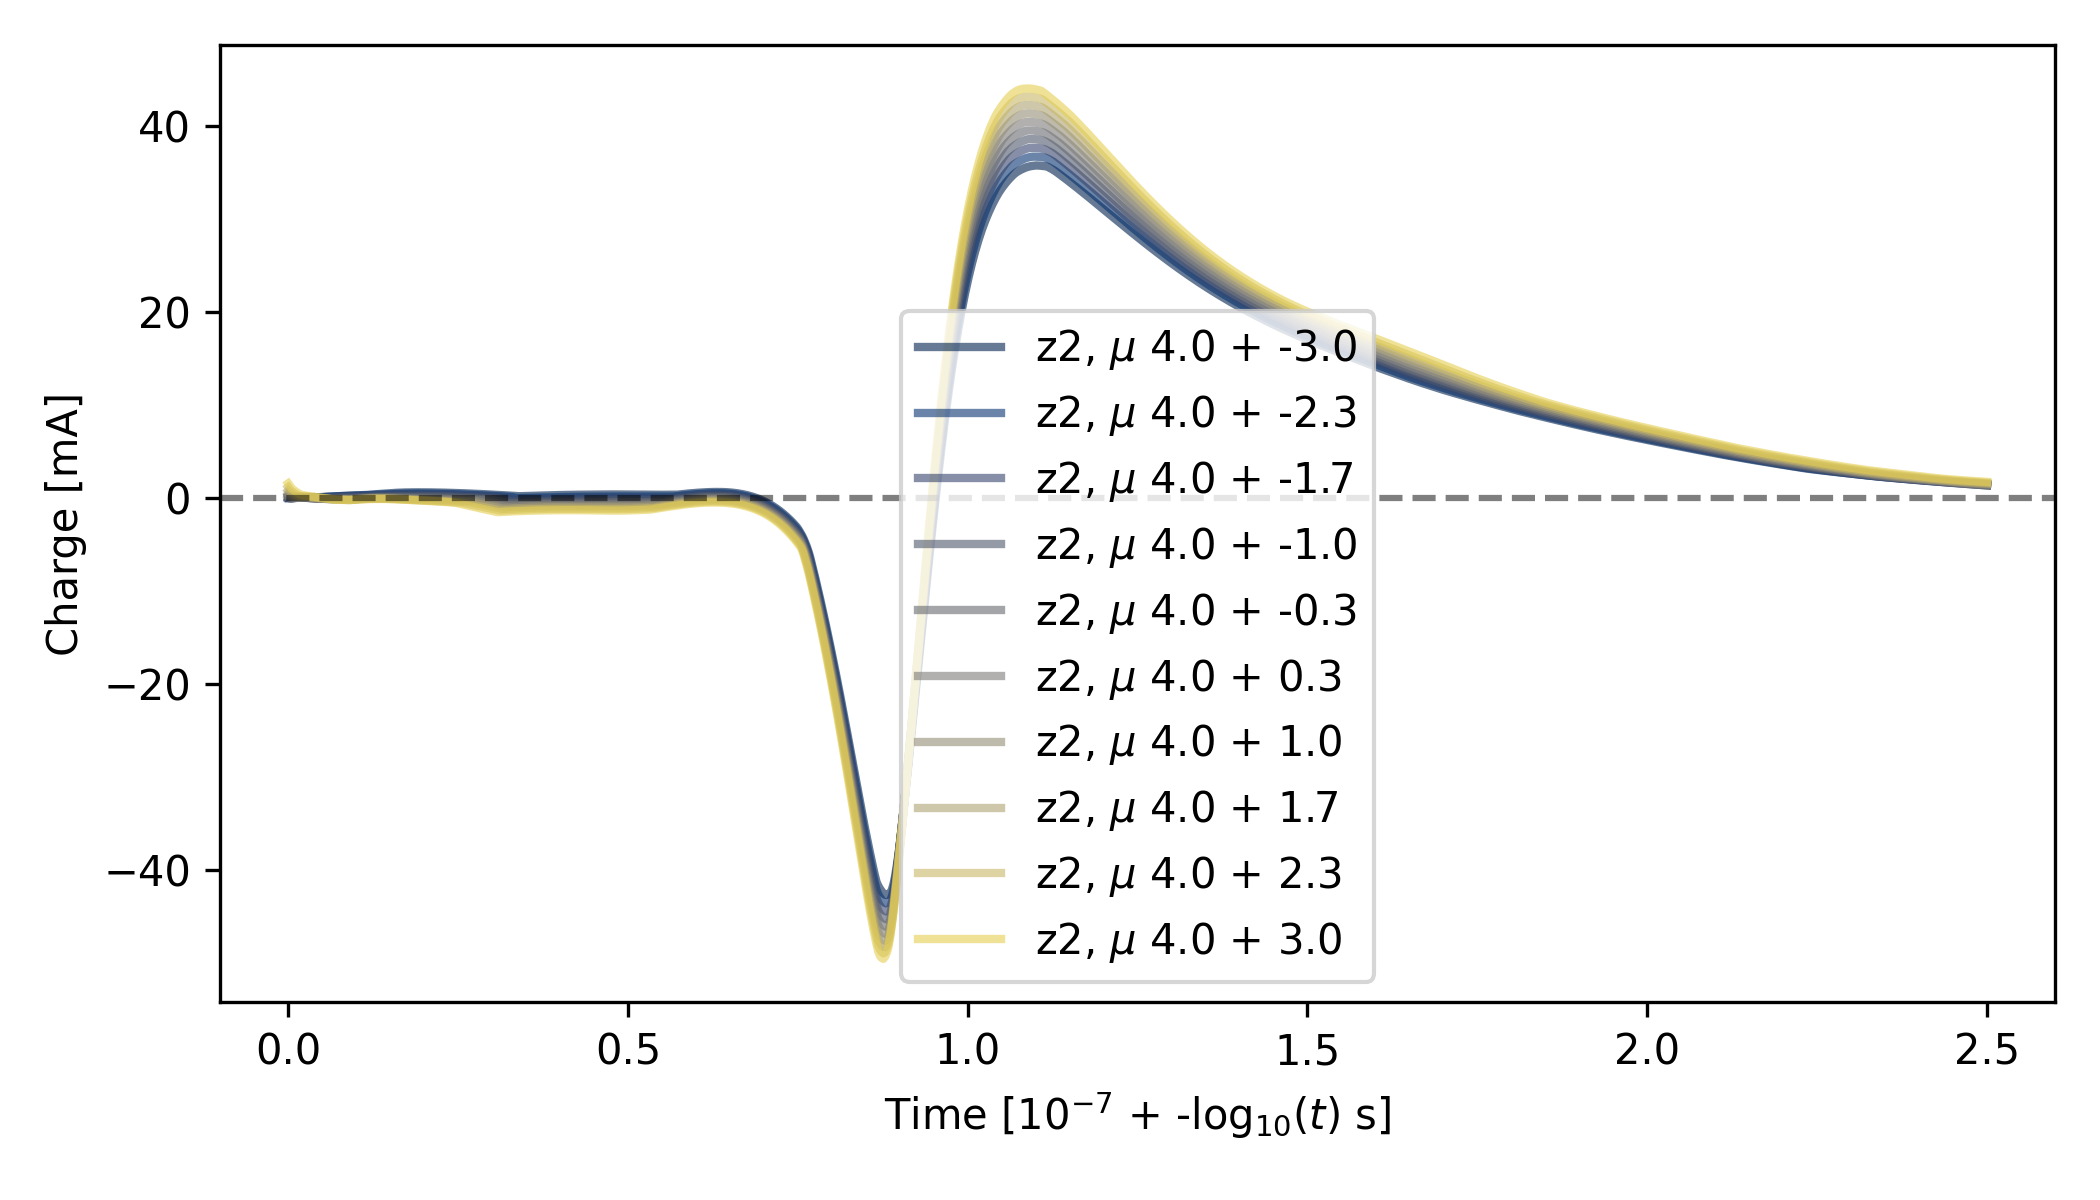 40
20
0
−20
−40
Charge [mA]
z2, μ 4.0 + -3.0
z2, μ 4.0 + -2.3
z2, μ 4.0 + -1.7
z2, μ 4.0 + -1.0
z2, μ 4.0 + -0.3
z2, μ 4.0 + 0.3
z2, μ 4.0 + 1.0
z2, μ 4.0 + 1.7
z2, μ 4.0 + 2.3
z2, μ 4.0 + 3.0
0.0 0.5 1.0 1.5 2.0 2.5
Time [10⁻⁷ + -log₁₀(t) s]